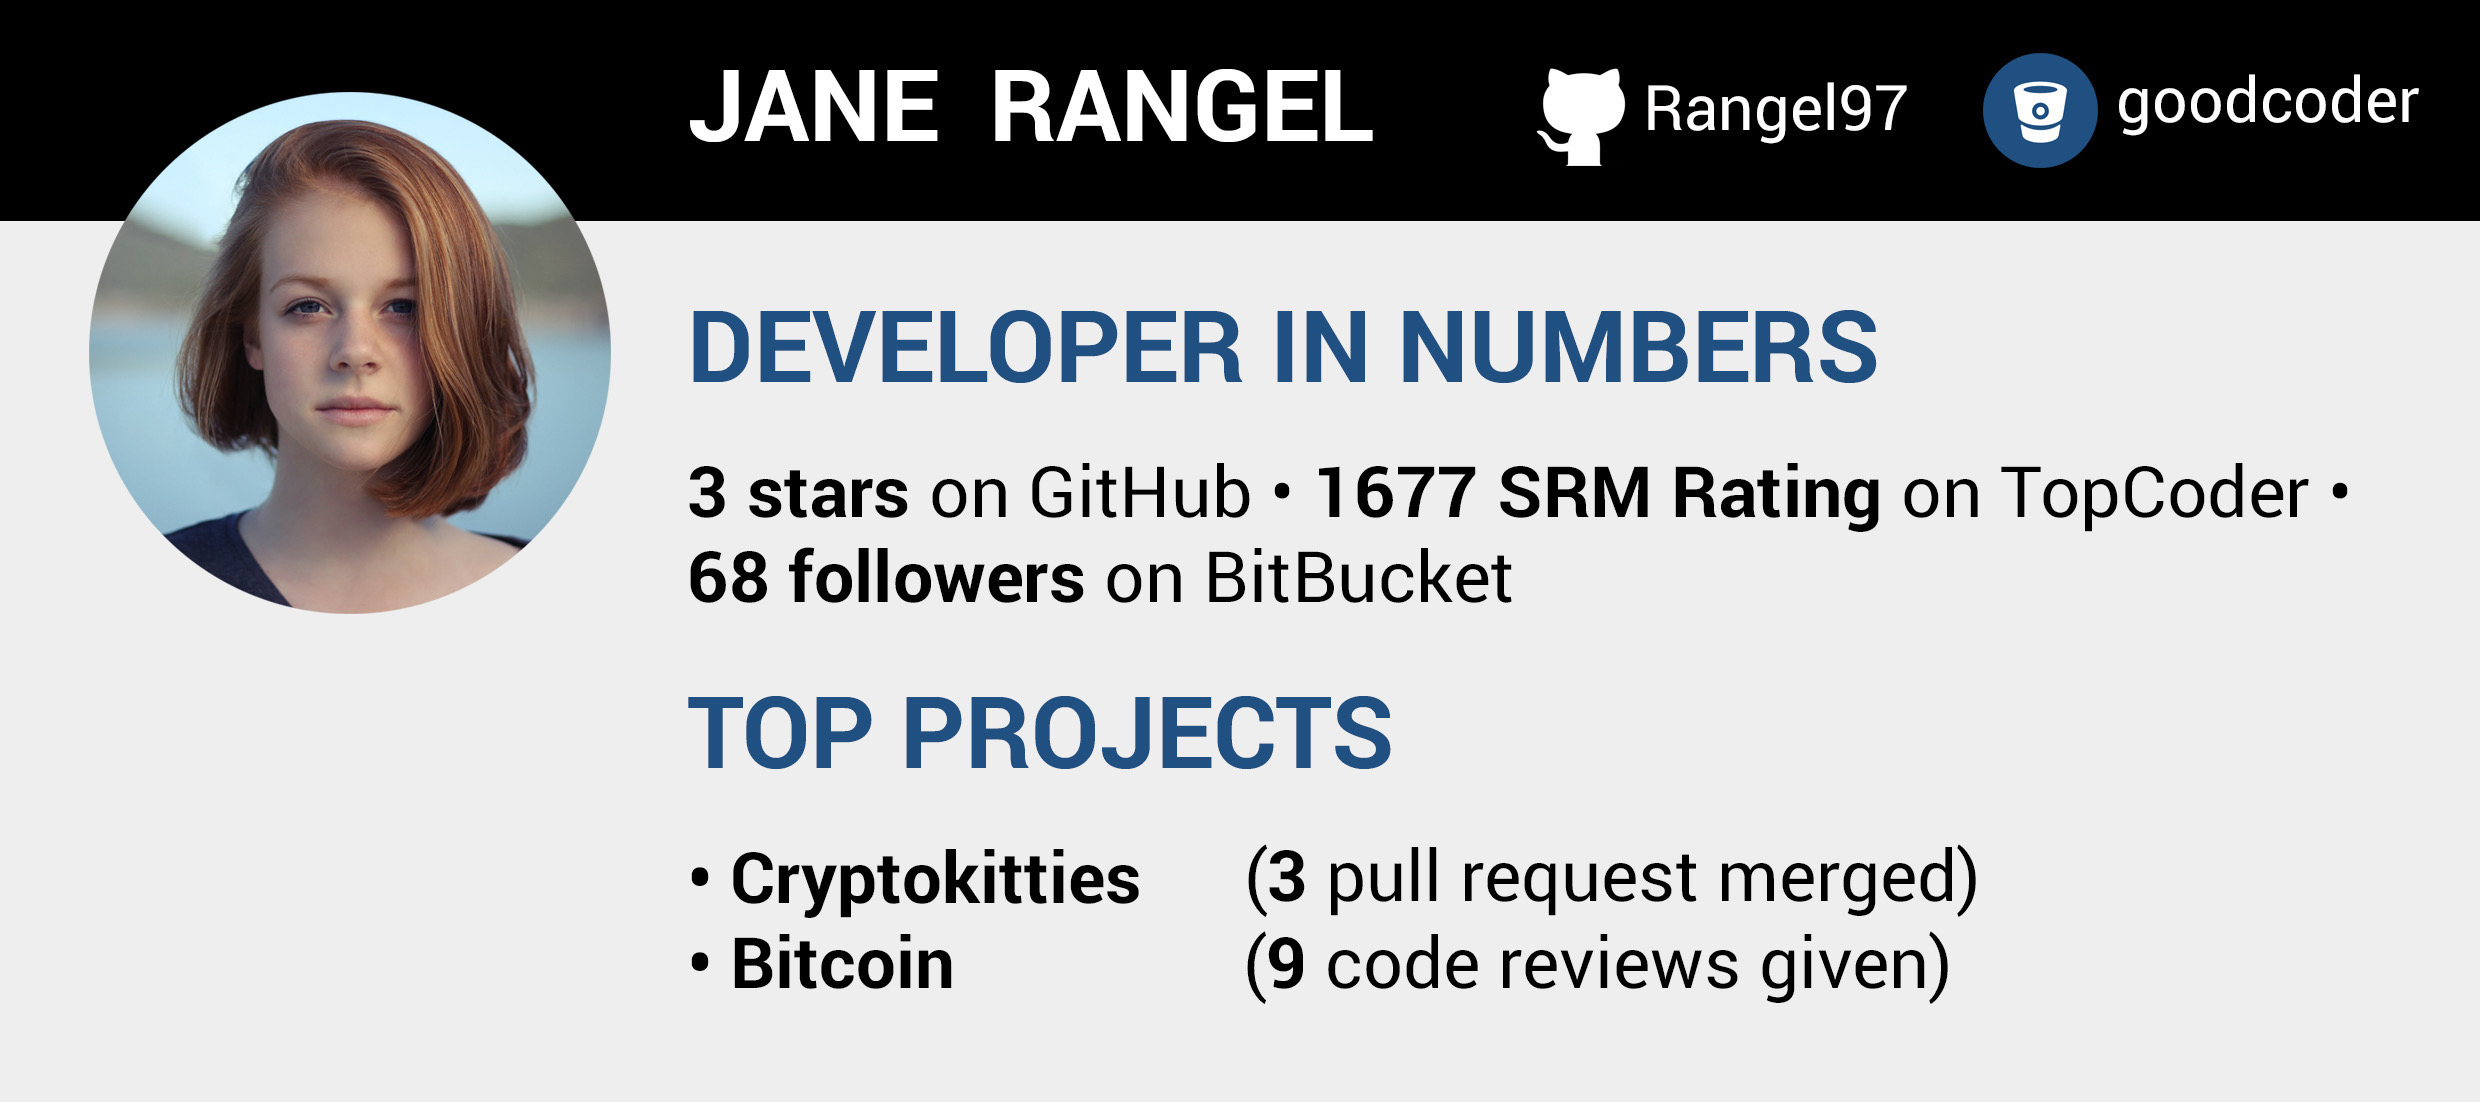 JANE RANGEL
Rangel97
goodcoder
DEVELOPER IN NUMBERS
3 stars on GitHub • 1677 SRM Rating on TopCoder •
68 followers on BitBucket
TOP PROJECTS
• Cryptokitties (3 pull request merged)
• Bitcoin (9 code reviews given)